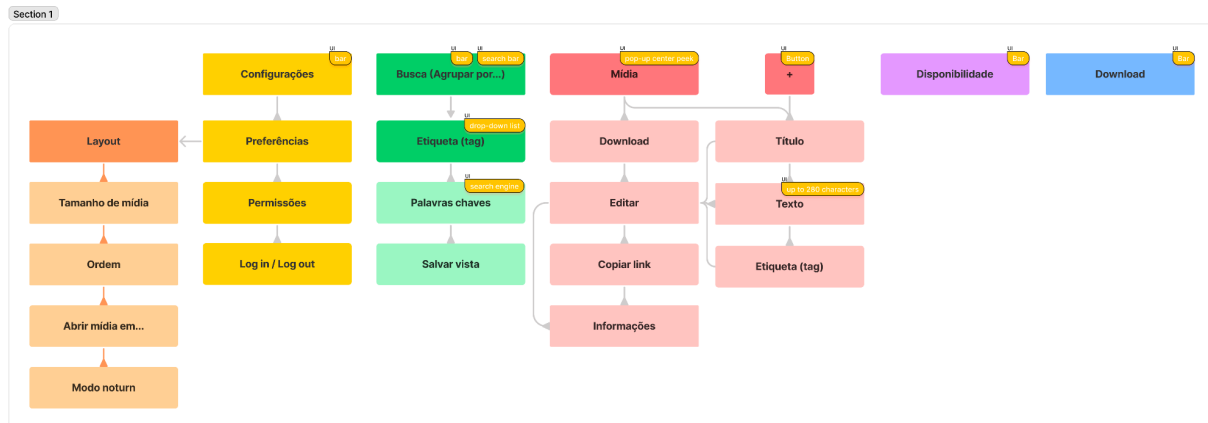 Section 1
UI
bar
Configurações
UI
bar
UI
search bar
Busca (Agrupar por...)
UI
pop-up center peek
Mídia
UI
Button
+
UI
Bar
Disponibilidade
UI
Bar
Download
Layout
Preferências
UI
drop-down list
Etiqueta (tag)
Download
Título
Tamanho de mídia
Permissões
UI
search engine
Palavras chaves
Editar
UI
up to 280 characters
Texto
Ordem
Log in / Log out
Salvar vista
Copiar link
Etiqueta (tag)
Abrir mídia em...
Informações
Modo noturn